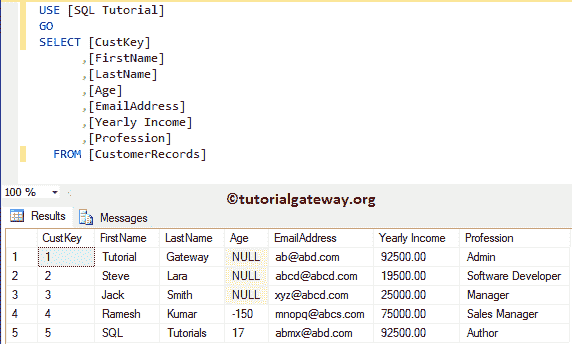 USE [SQL Tutorial]
GO
SELECT [CustKey]
,[FirstName]
,[LastName]
,[Age]
,[EmailAddress]
,[Yearly Income]
,[Profession]
FROM [CustomerRecords]
100 %
©tutorialgateway.org
Results Messages
CustKey FirstName LastName Age EmailAddress Yearly Income Profession
1 1 Tutorial Gateway NULL ab@abd.com 92500.00 Admin
2 2 Steve Lara NULL abcd@abcd.com 19500.00 Software Developer
3 3 Jack Smith NULL xyz@abcd.com 25000.00 Manager
4 4 Ramesh Kumar -150 mnopq@abcs.com 75000.00 Sales Manager
5 5 SQL Tutorials 17 abmx@abd.com 92500.00 Author